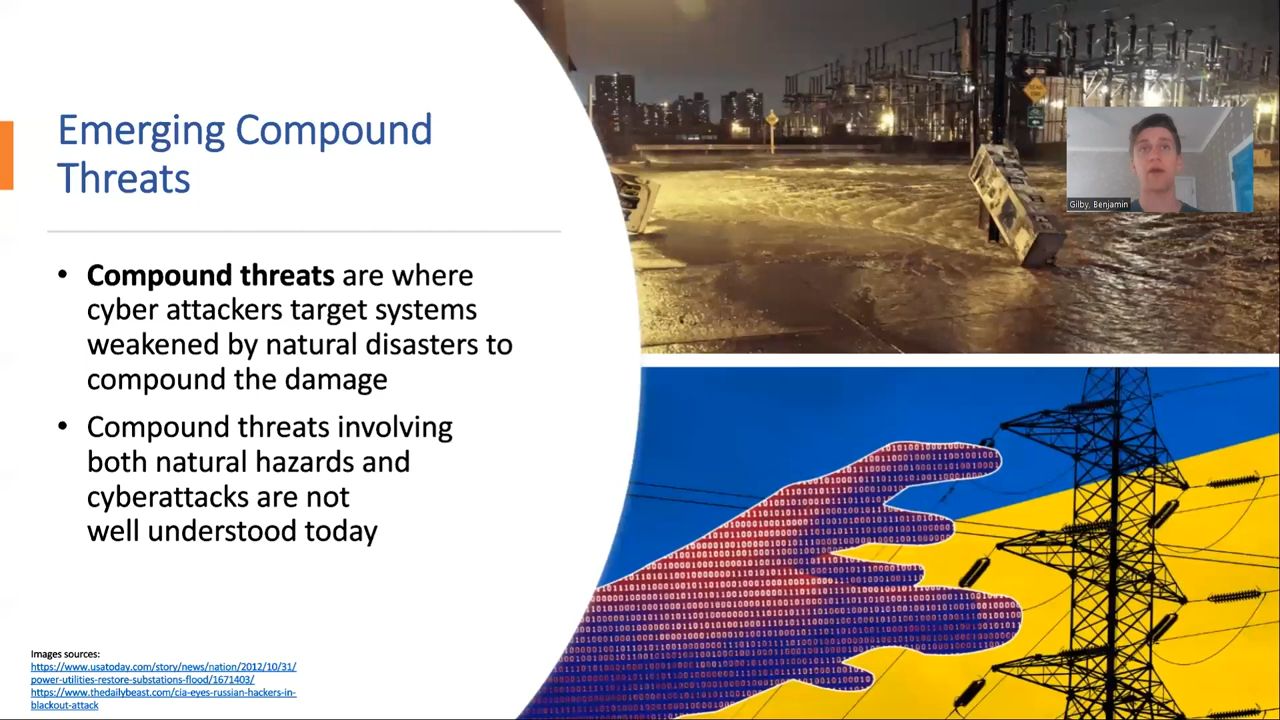 Emerging Compound
Threats
• Compound threats are where
cyber attackers target systems
weakened by natural disasters to
compound the damage
• Compound threats involving
both natural hazards and
cyberattacks are not
well understood today
Images sources:
https://www.usatoday.com/story/news/nation/2012/10/31/
power-utilities-restore-substations-flood/1671403/
https://www.thedailybeast.com/cia-eyes-russian-hackers-in-
blackout-attack
Gilby, Benjamin